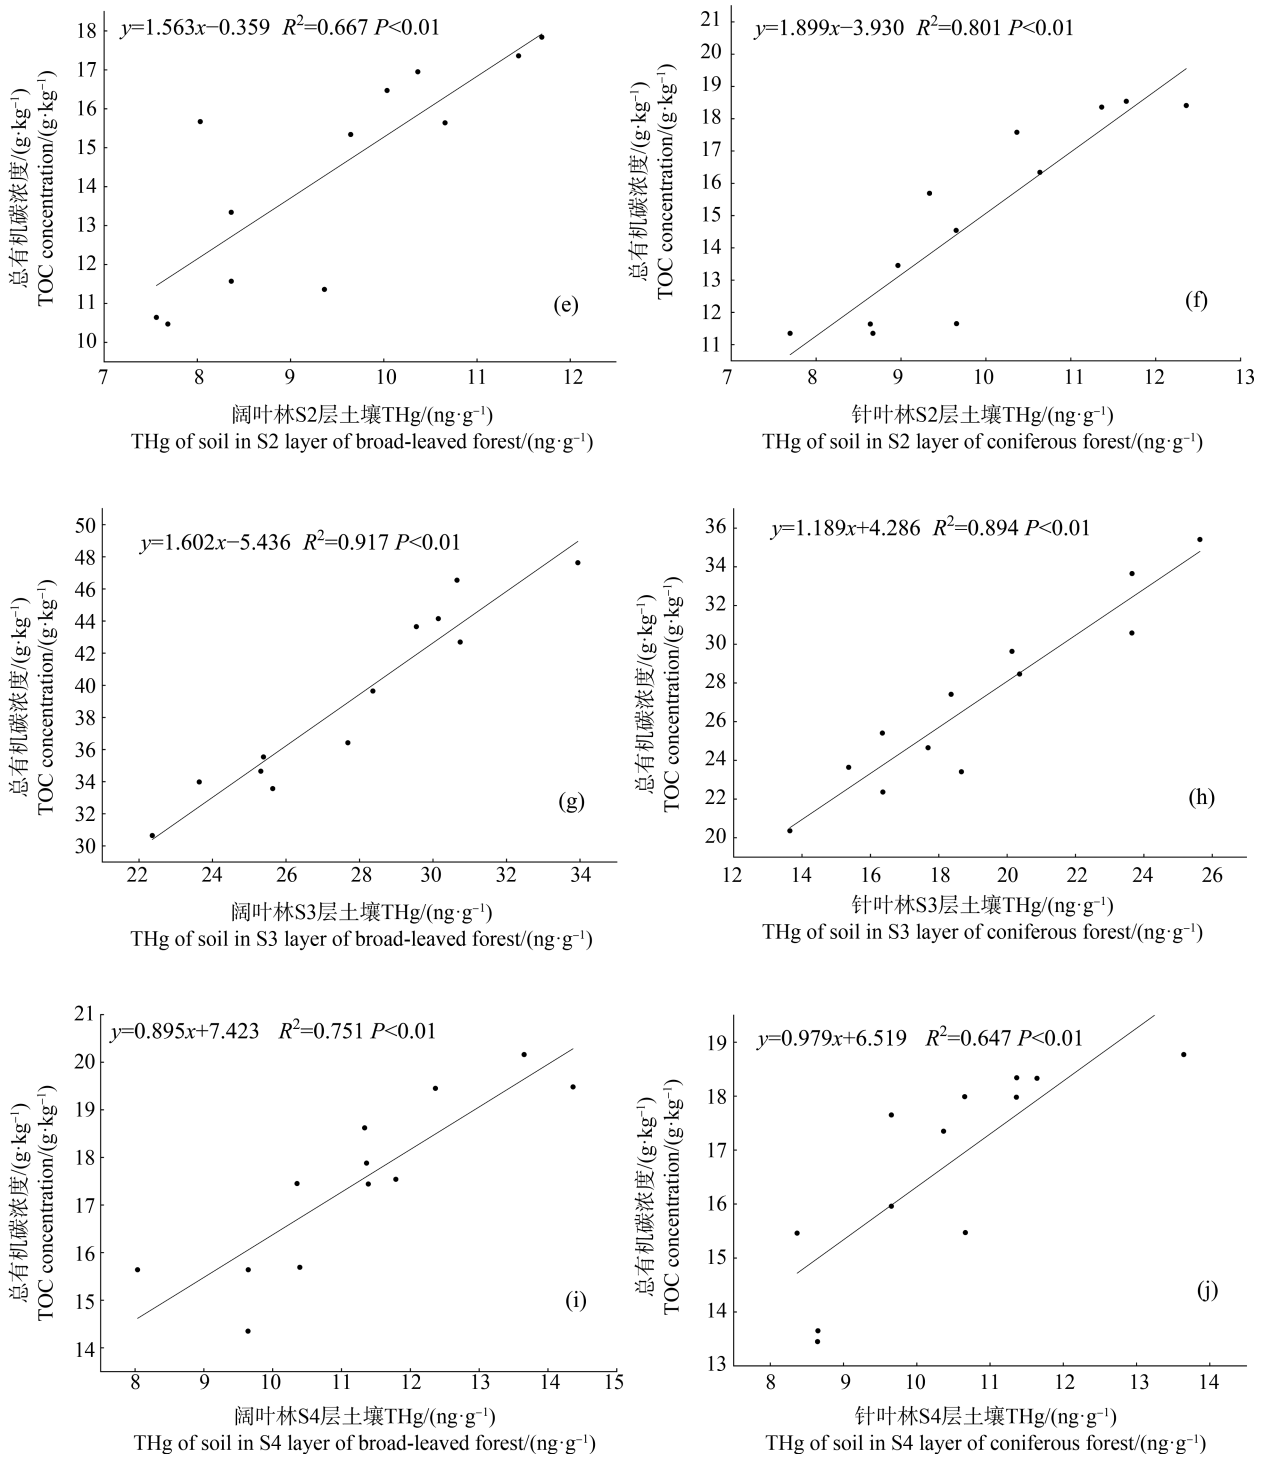 y=1.563x−0.359 R²=0.667 P<0.01
总有机碳浓度/(g·kg⁻¹)
TOC concentration/(g·kg⁻¹)
18
17
16
15
14
13
12
11
10
(e)
7 8 9 10 11 12
阔叶林S2层土壤THg/(ng·g⁻¹)
THg of soil in S2 layer of broad-leaved forest/(ng·g⁻¹)
y=1.899x−3.930 R²=0.801 P<0.01
总有机碳浓度/(g·kg⁻¹)
TOC concentration/(g·kg⁻¹)
21
20
19
18
17
16
15
14
13
12
11
(f)
7 8 9 10 11 12 13
针叶林S2层土壤THg/(ng·g⁻¹)
THg of soil in S2 layer of coniferous forest/(ng·g⁻¹)
y=1.602x−5.436 R²=0.917 P<0.01
总有机碳浓度/(g·kg⁻¹)
TOC concentration/(g·kg⁻¹)
50
48
46
44
42
40
38
36
34
32
30
(g)
22 24 26 28 30 32 34
阔叶林S3层土壤THg/(ng·g⁻¹)
THg of soil in S3 layer of broad-leaved forest/(ng·g⁻¹)
y=1.189x+4.286 R²=0.894 P<0.01
总有机碳浓度/(g·kg⁻¹)
TOC concentration/(g·kg⁻¹)
36
34
32
30
28
26
24
22
20
(h)
12 14 16 18 20 22 24 26
针叶林S3层土壤THg/(ng·g⁻¹)
THg of soil in S3 layer of coniferous forest/(ng·g⁻¹)
y=0.895x+7.423 R²=0.751 P<0.01
总有机碳浓度/(g·kg⁻¹)
TOC concentration/(g·kg⁻¹)
21
20
19
18
17
16
15
14
(i)
8 9 10 11 12 13 14 15
阔叶林S4层土壤THg/(ng·g⁻¹)
THg of soil in S4 layer of broad-leaved forest/(ng·g⁻¹)
y=0.979x+6.519 R²=0.647 P<0.01
总有机碳浓度/(g·kg⁻¹)
TOC concentration/(g·kg⁻¹)
19
18
17
16
15
14
13
(j)
8 9 10 11 12 13 14
针叶林S4层土壤THg/(ng·g⁻¹)
THg of soil in S4 layer of coniferous forest/(ng·g⁻¹)